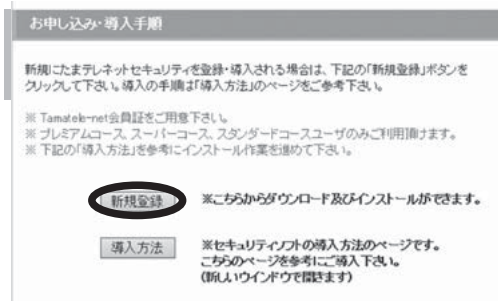 お申し込み・導入手順
新規にたまテレネットセキュリティを登録・導入される場合は、下記の「新規登録」ボタンを
クリックして下さい。導入の手順は「導入方法」のページをご参考下さい。
※ Tamatele-net会員証をご用意下さい。
※ プレミアムコース、スーパーコース、スタンダードコースユーザのみご利用頂けます。
※ 下記の「導入方法」を参考にインストール作業を進めて下さい。
新規登録 ※こちらからダウンロード及びインストールができます。
導入方法 ※セキュリティソフトの導入方法のページです。
こちらのページを参考にご導入下さい。
(新しいウインドウで開きます)